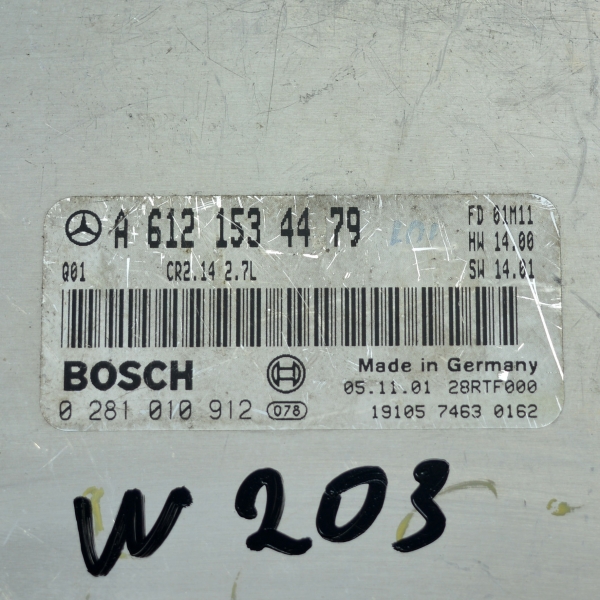 A 612 153 44 79
FD 01M11
HW 14.00
Q01 CR2.14 2.7L SW 14.01
BOSCH
Made in Germany
05.11.01 28RTF000
0 281 010 912 078
19105 7463 0162
W 203